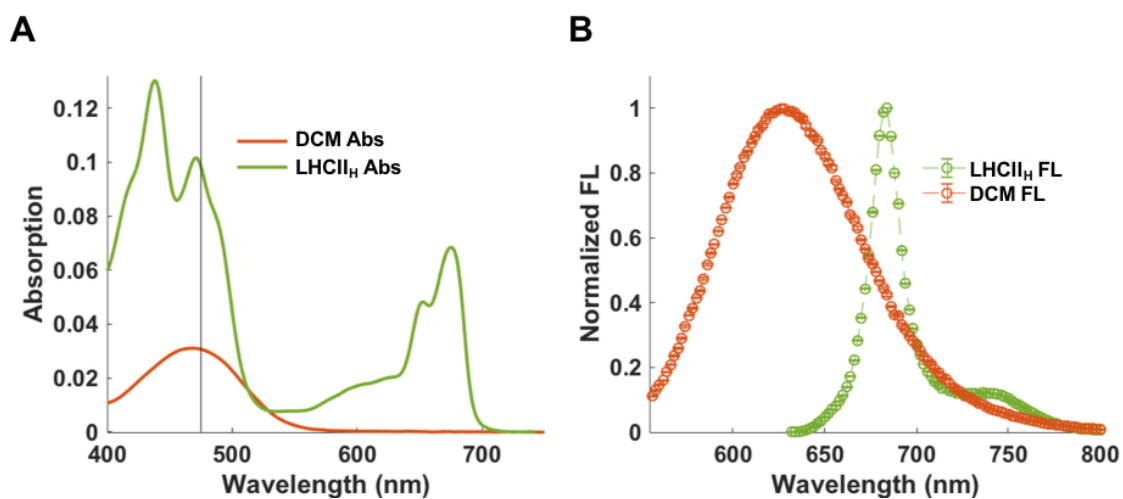 A
B
Absorption
0.12
0.1
0.08
0.06
0.04
0.02
0
400
500
600
700
Wavelength (nm)
DCM Abs
LHCII_H Abs
Normalized FL
1
0.8
0.6
0.4
0.2
0
600
650
700
750
800
Wavelength (nm)
LHCII_H FL
DCM FL